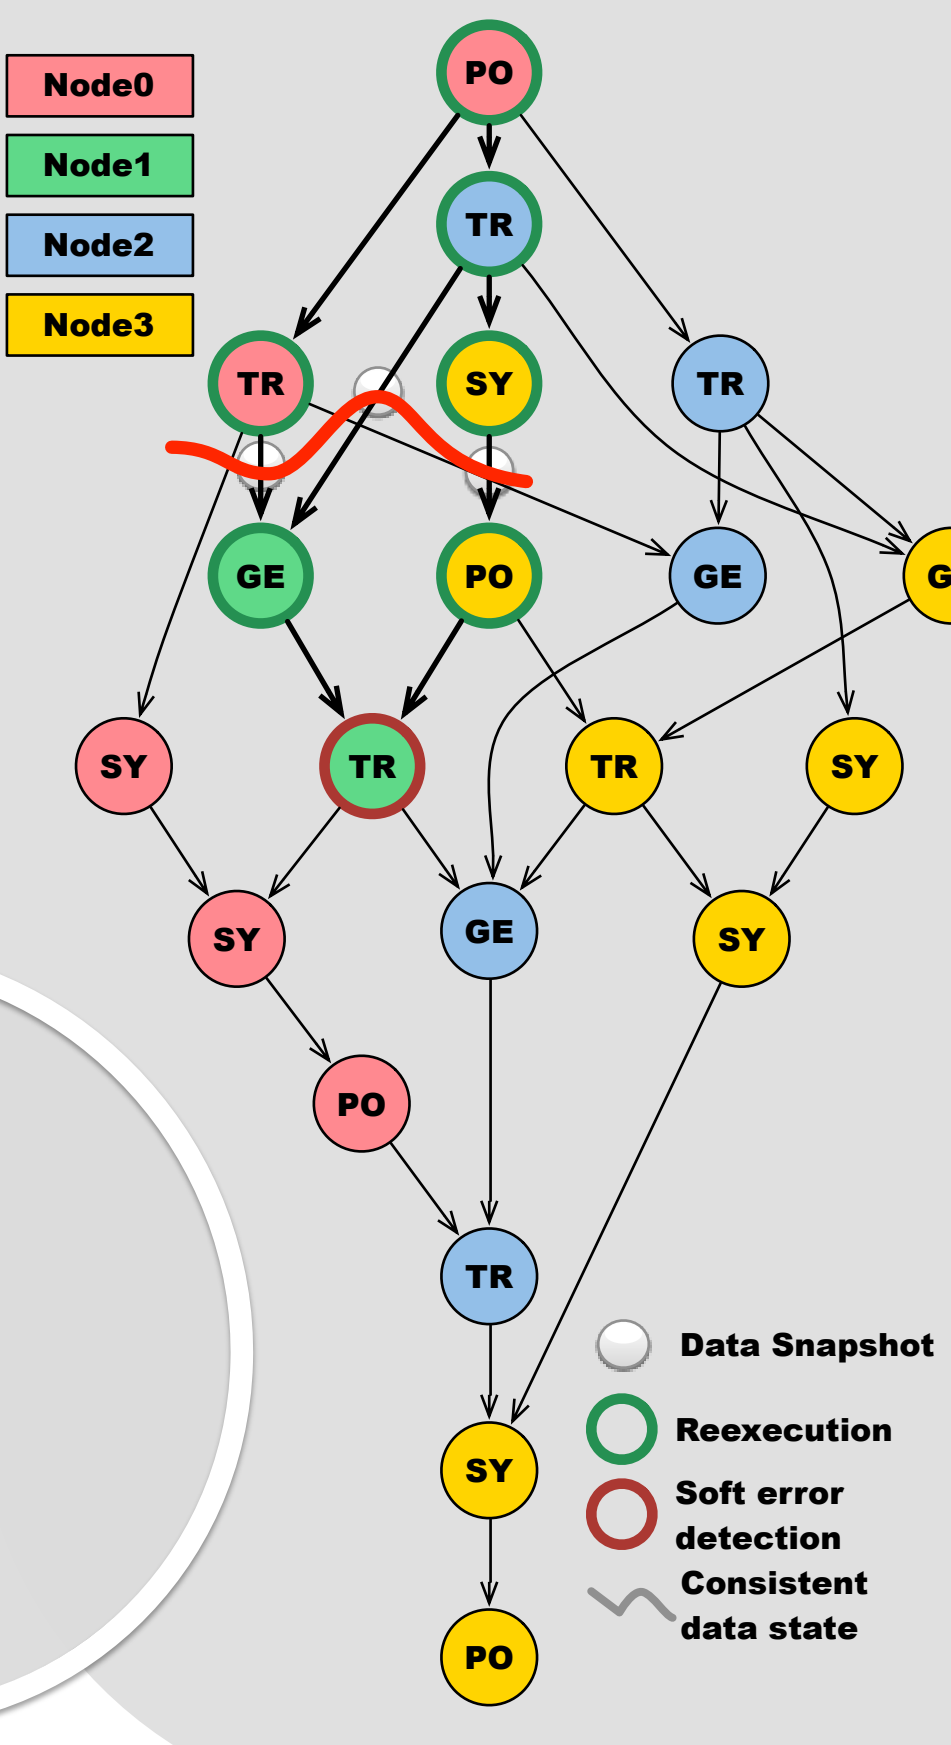 PO
Node0
Node1
TR
Node2
Node3
TR
SY
TR
GE
PO
GE
G
SY
TR
TR
SY
SY
GE
SY
PO
TR
Data Snapshot
Reexecution
SY
Soft error
detection
Consistent
data state
PO